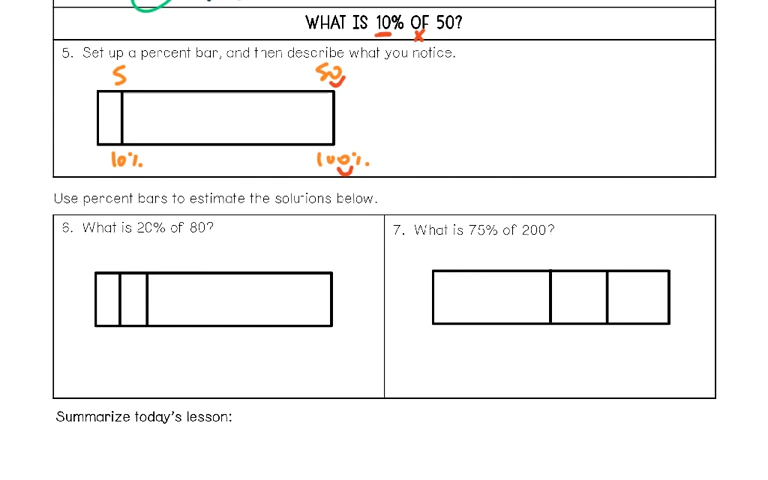 WHAT IS 10% OF 50?
x
5. Set up a percent bar, and then describe what you notice.
5 50
10% 100%.
Use percent bars to estimate the solutions below.
6. What is 20% of 80?
7. What is 75% of 200?
Summarize today's lesson: